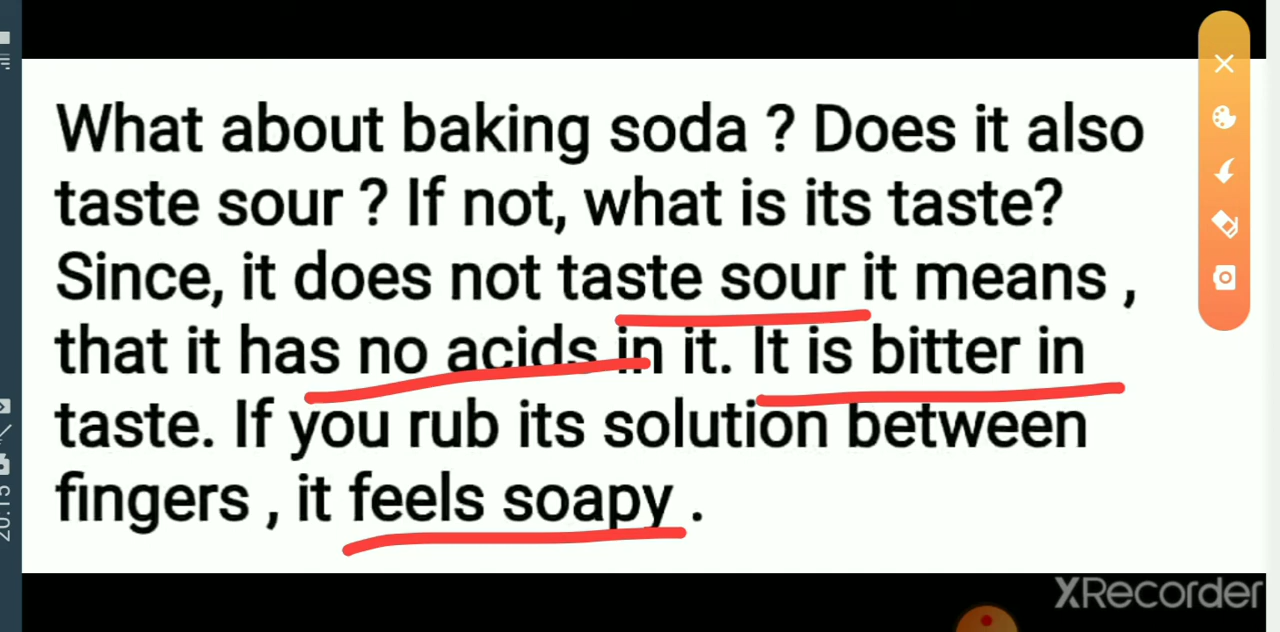 What about baking soda ? Does it also
taste sour ? If not, what is its taste?
Since, it does not taste sour it means ,
that it has no acids in it. It is bitter in
taste. If you rub its solution between
fingers , it feels soapy .
XRecorder
20:15